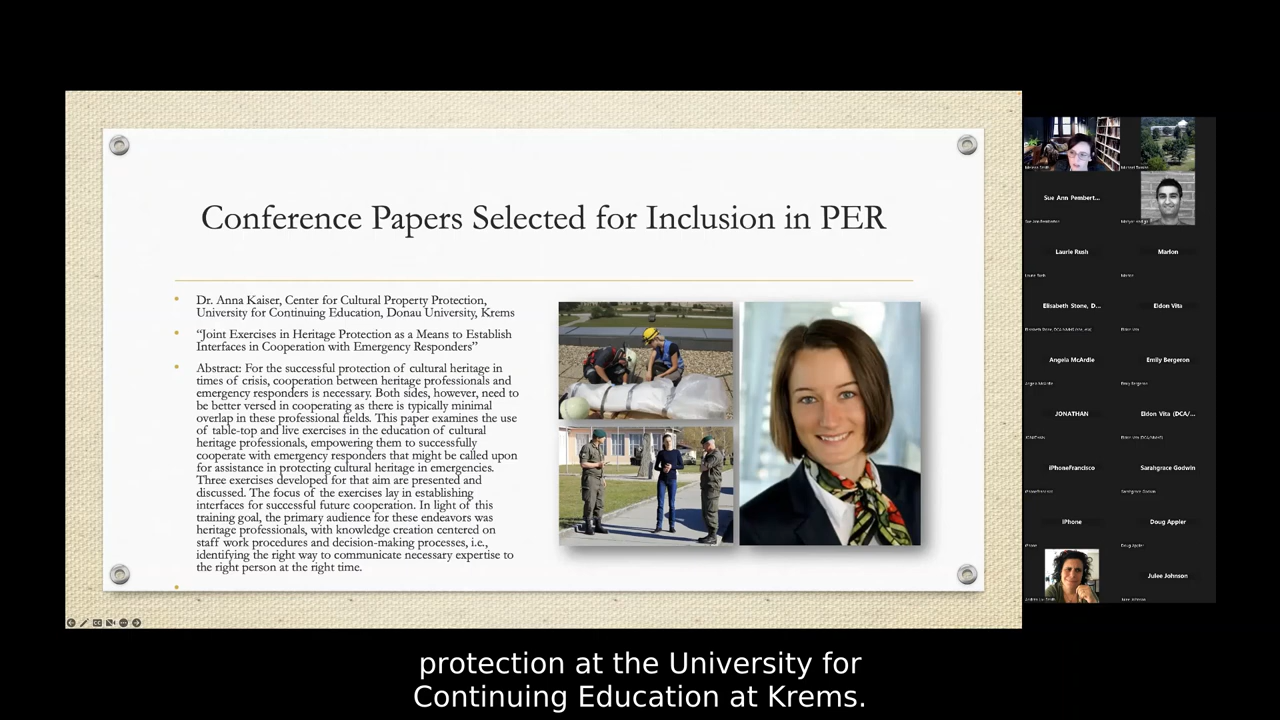 Conference Papers Selected for Inclusion in PER
Dr. Anna Kaiser, Center for Cultural Property Protection,
University for Continuing Education, Donau University, Krems
“Joint Exercises in Heritage Protection as a Means to Establish
Interfaces in Cooperation with Emergency Responders”
Abstract: For the successful protection of cultural heritage in
times of crisis, cooperation between heritage professionals and
emergency responders is necessary. Both sides, however, need to
be better versed in cooperating as there is typically minimal
overlap in these professional fields. This paper examines the use
of table-top and live exercises in the education of cultural
heritage professionals, empowering them to successfully
cooperate with emergency responders that might be called upon
for assistance in protecting cultural heritage in emergencies.
Three exercises developed for that aim are presented and
discussed. The focus of the exercises lay in establishing
interfaces for successful future cooperation. In light of this
training goal, the primary audience for these endeavors was
heritage professionals, with knowledge creation centered on
staff work procedures and decision-making processes, i.e.,
identifying the right way to communicate necessary expertise to
the right person at the right time.
Sue Ann Pembert...
Laurie Rush
Marlon
Elisabeth Stone, D...
Eldon Vita
Angela McArdle
Emily Bergeron
JONATHAN
Eldon Vita (DCA/...
iPhoneFrancisco
Sarahgrace Godwin
iPhone
Doug Appler
Julee Johnson
protection at the University for
Continuing Education at Krems.